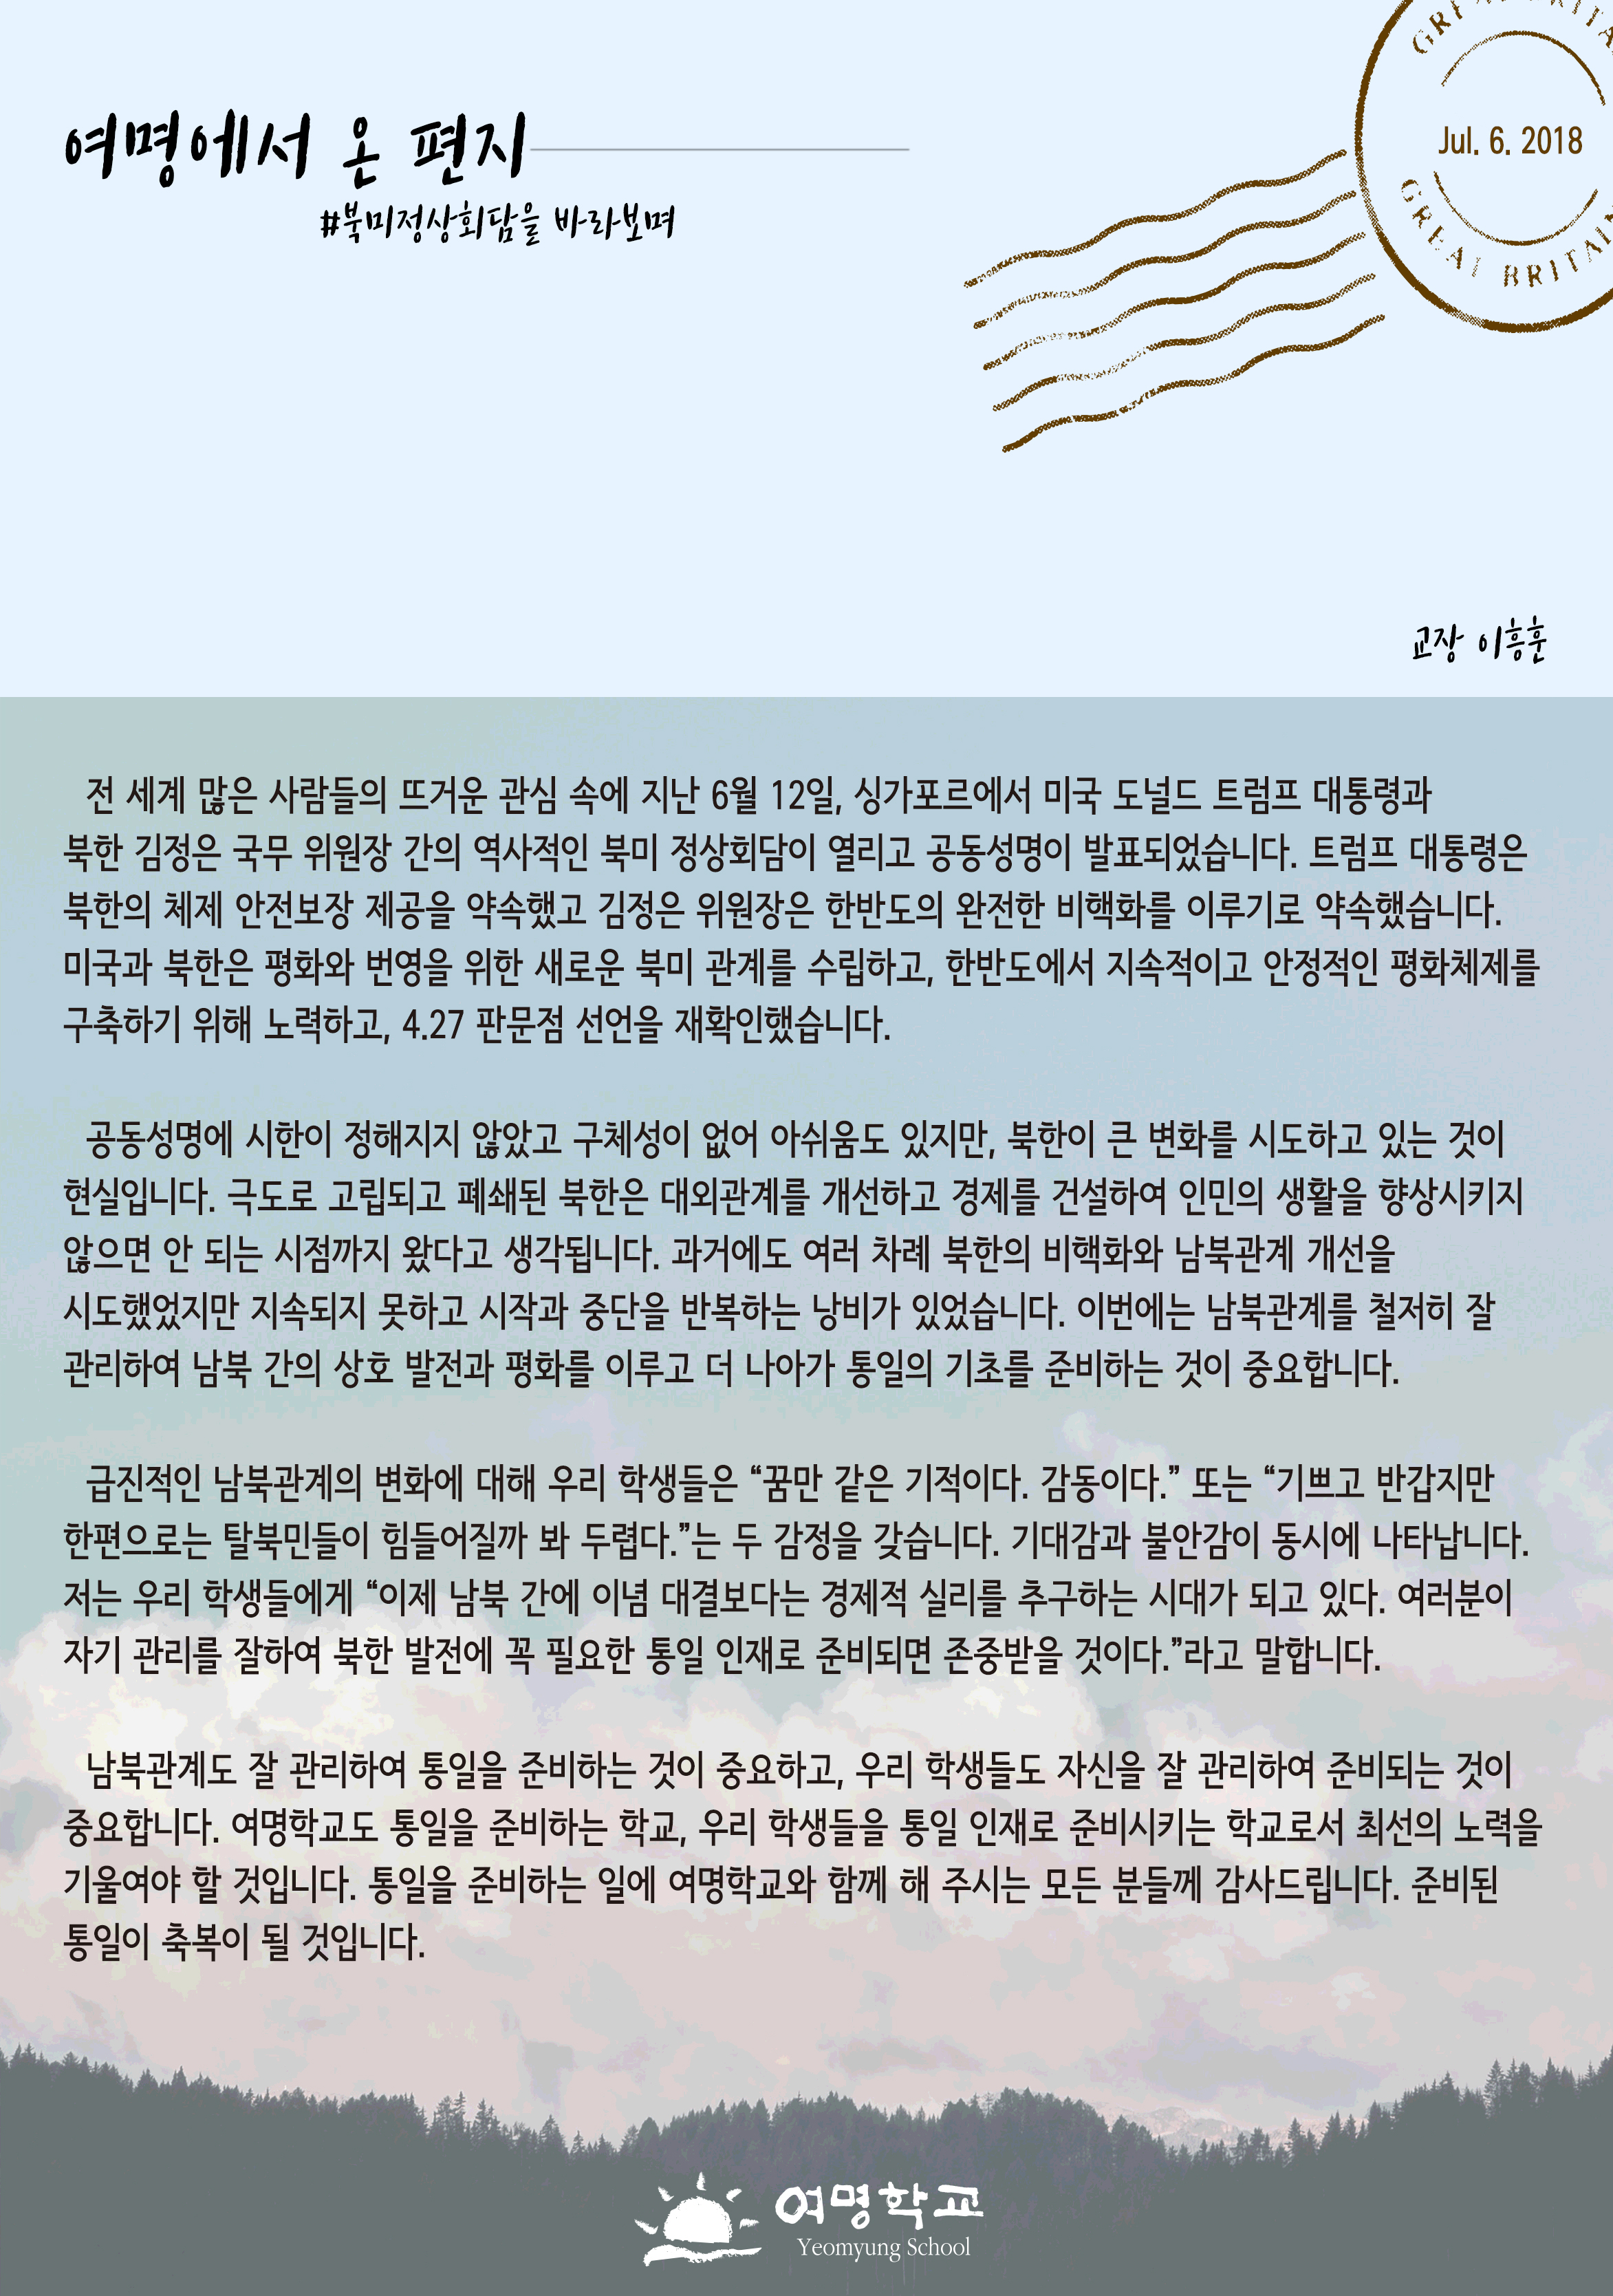 여명에서 온 편지
#북미정상회담을 바라보며
GREAT BRITA
Jul. 6. 2018
GREAT BRITAIN
교장 이흥훈
전 세계 많은 사람들의 뜨거운 관심 속에 지난 6월 12일, 싱가포르에서 미국 도널드 트럼프 대통령과
북한 김정은 국무 위원장 간의 역사적인 북미 정상회담이 열리고 공동성명이 발표되었습니다. 트럼프 대통령은
북한의 체제 안전보장 제공을 약속했고 김정은 위원장은 한반도의 완전한 비핵화를 이루기로 약속했습니다.
미국과 북한은 평화와 번영을 위한 새로운 북미 관계를 수립하고, 한반도에서 지속적이고 안정적인 평화체제를
구축하기 위해 노력하고, 4.27 판문점 선언을 재확인했습니다.
공동성명에 시한이 정해지지 않았고 구체성이 없어 아쉬움도 있지만, 북한이 큰 변화를 시도하고 있는 것이
현실입니다. 극도로 고립되고 폐쇄된 북한은 대외관계를 개선하고 경제를 건설하여 인민의 생활을 향상시키지
않으면 안 되는 시점까지 왔다고 생각됩니다. 과거에도 여러 차례 북한의 비핵화와 남북관계 개선을
시도했었지만 지속되지 못하고 시작과 중단을 반복하는 낭비가 있었습니다. 이번에는 남북관계를 철저히 잘
관리하여 남북 간의 상호 발전과 평화를 이루고 더 나아가 통일의 기초를 준비하는 것이 중요합니다.
급진적인 남북관계의 변화에 대해 우리 학생들은 “꿈만 같은 기적이다. 감동이다.” 또는 “기쁘고 반갑지만
한편으로는 탈북민들이 힘들어질까 봐 두렵다.”는 두 감정을 갖습니다. 기대감과 불안감이 동시에 나타납니다.
저는 우리 학생들에게 “이제 남북 간에 이념 대결보다는 경제적 실리를 추구하는 시대가 되고 있다. 여러분이
자기 관리를 잘하여 북한 발전에 꼭 필요한 통일 인재로 준비되면 존중받을 것이다.”라고 말합니다.
남북관계도 잘 관리하여 통일을 준비하는 것이 중요하고, 우리 학생들도 자신을 잘 관리하여 준비되는 것이
중요합니다. 여명학교도 통일을 준비하는 학교, 우리 학생들을 통일 인재로 준비시키는 학교로서 최선의 노력을
기울여야 할 것입니다. 통일을 준비하는 일에 여명학교와 함께 해 주시는 모든 분들께 감사드립니다. 준비된
통일이 축복이 될 것입니다.
여명학교
Yeomyung School